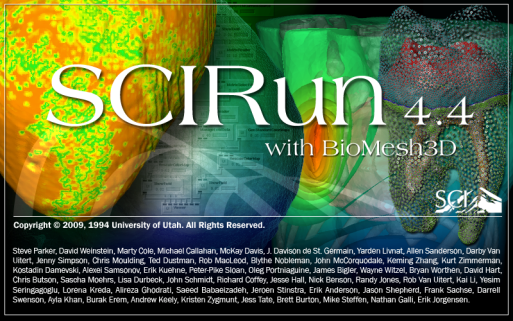 SCIRun 4.4
with BioMesh3D
SCI
Copyright © 2009, 1994 University of Utah. All Rights Reserved.
Steve Parker, David Weinstein, Marty Cole, Michael Callahan, McKay Davis, J. Davison de St. Germain, Yarden Livnat, Allen Sanderson, Darby Van
Uitert, Jenny Simpson, Chris Moulding, Ted Dustman, Rob MacLeod, Blythe Nobleman, John McCorquodale, Keming Zhang, Kurt Zimmerman,
Kostadin Damevski, Alexei Samsonov, Erik Kuehne, Peter-Pike Sloan, Oleg Portniaguine, James Bigler, Wayne Witzel, Bryan Worthen, David Hart,
Chris Butson, Sascha Moehrs, Lisa Durbeck, John Schmidt, Richard Coffey, Jesse Hall, Nick Benson, Randy Jones, Rob Van Uitert, Kai Li, Yesim
Serinagaoglu, Lorena Kreda, Alireza Ghodrati, Saeed Babaeizadeh, Jeroen Stinstra, Erik Anderson, Jason Shepherd, Frank Sachse, Darrell
Swenson, Ayla Khan, Burak Erem, Andrew Keely, Kristen Zygmunt, Jess Tate, Brett Burton, Mike Steffen, Nathan Galli, Erik Jorgensen.